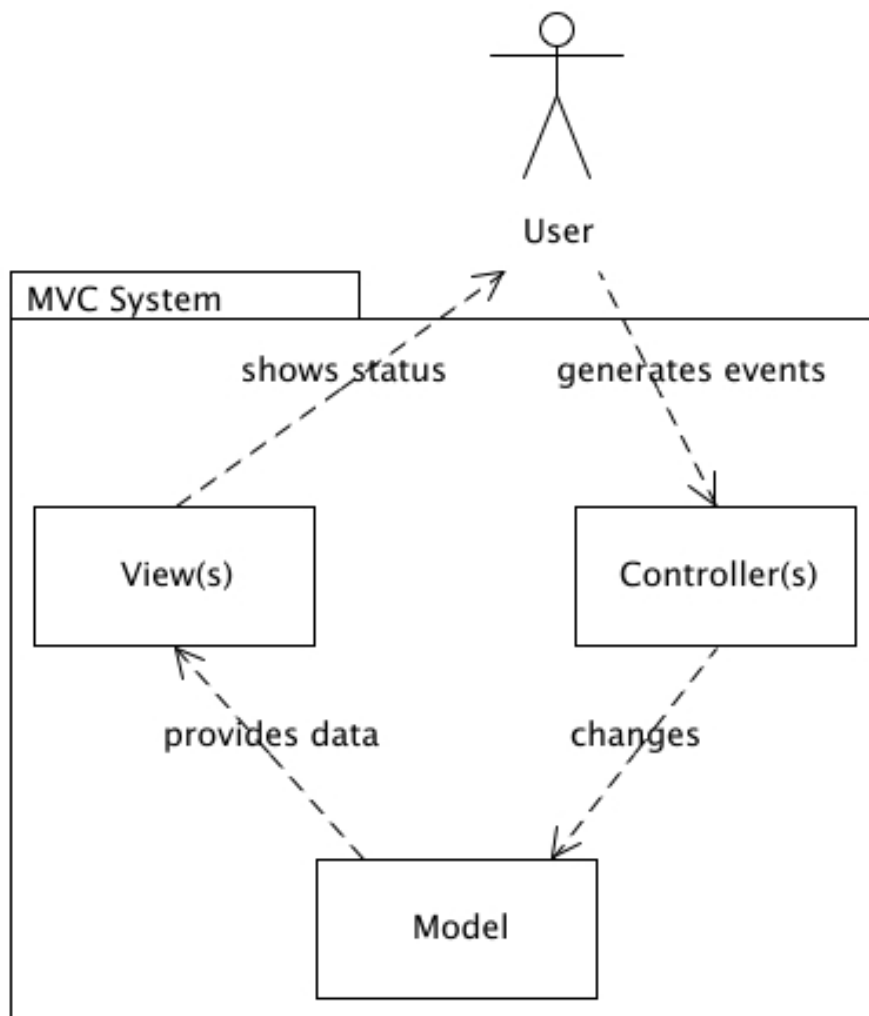 User
MVC System
shows status
generates events
View(s)
Controller(s)
provides data
changes
Model